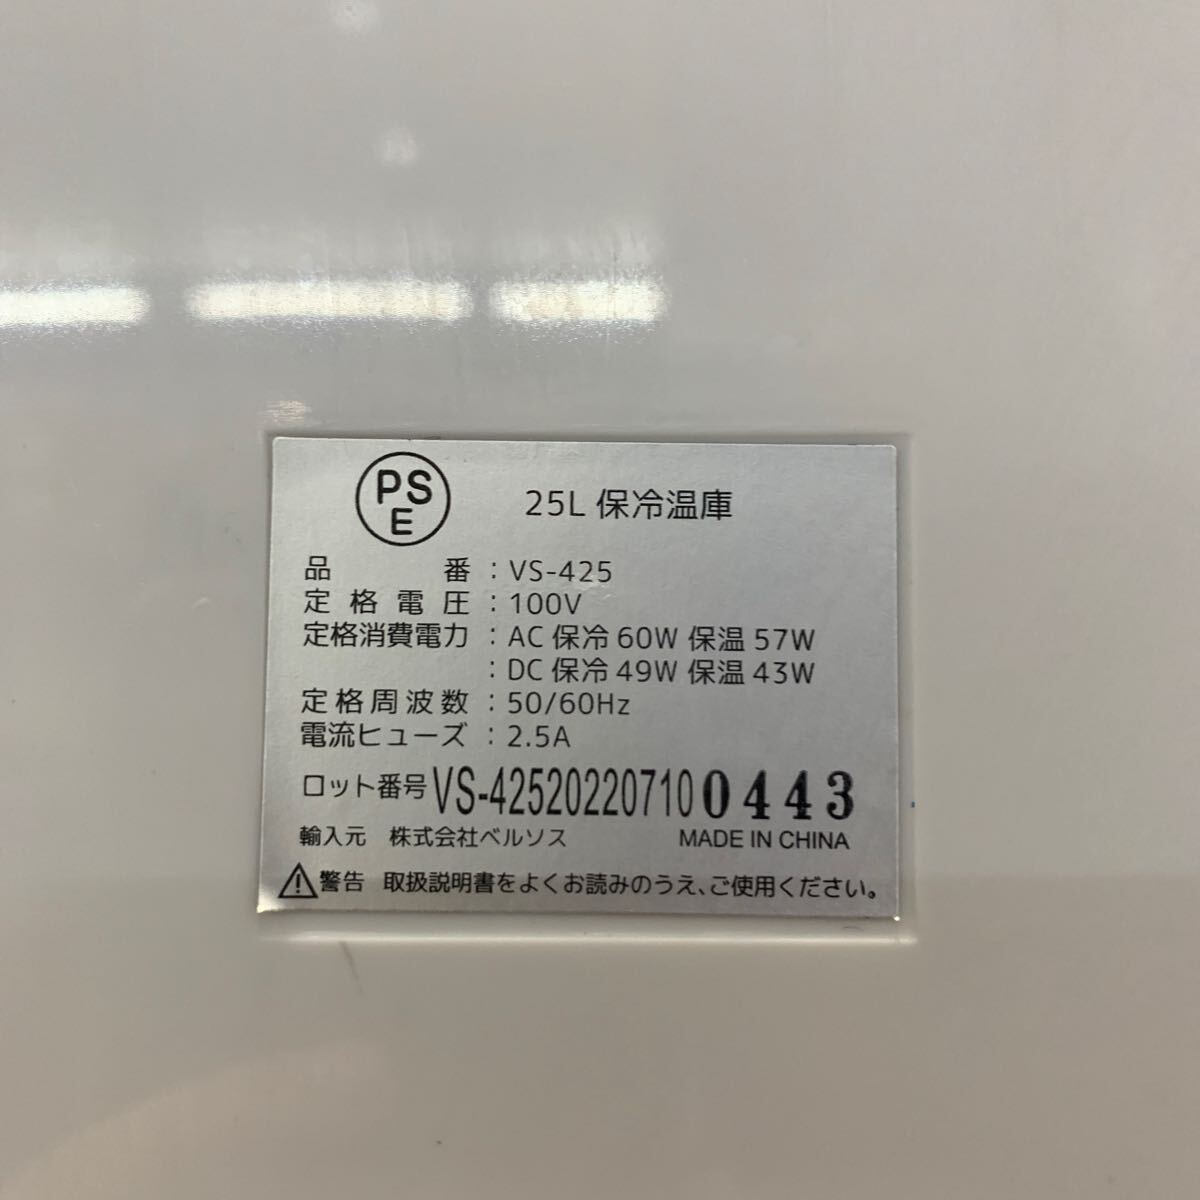 PS
E
25L 保冷温庫
品番：VS-425
定格電圧：100V
定格消費電力：AC 保冷 60W 保温 57W
：DC 保冷 49W 保温 43W
定格周波数：50/60Hz
電流ヒューズ：2.5A
ロット番号 VS-42520220710 0443
輸入元 株式会社ベルソス MADE IN CHINA
警告 取扱説明書をよくお読みのうえ、ご使用ください。